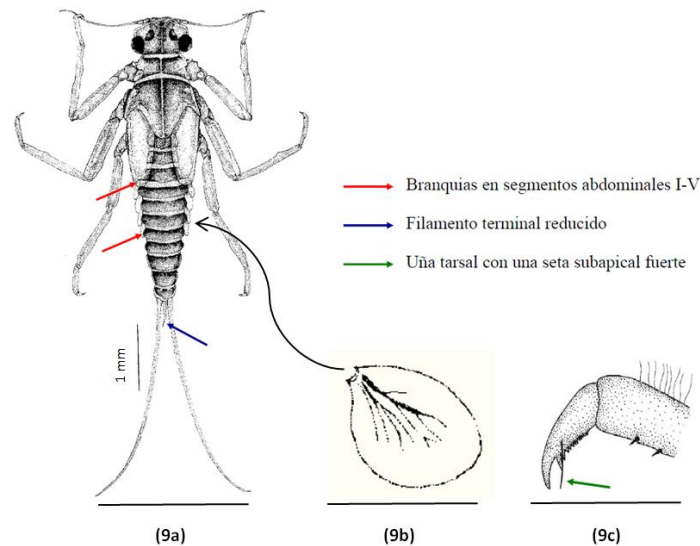 Branquias en segmentos abdominales I-V
Filamento terminal reducido
Uña tarsal con una seta subapical fuerte
1 mm
(9a)
(9b)
(9c)